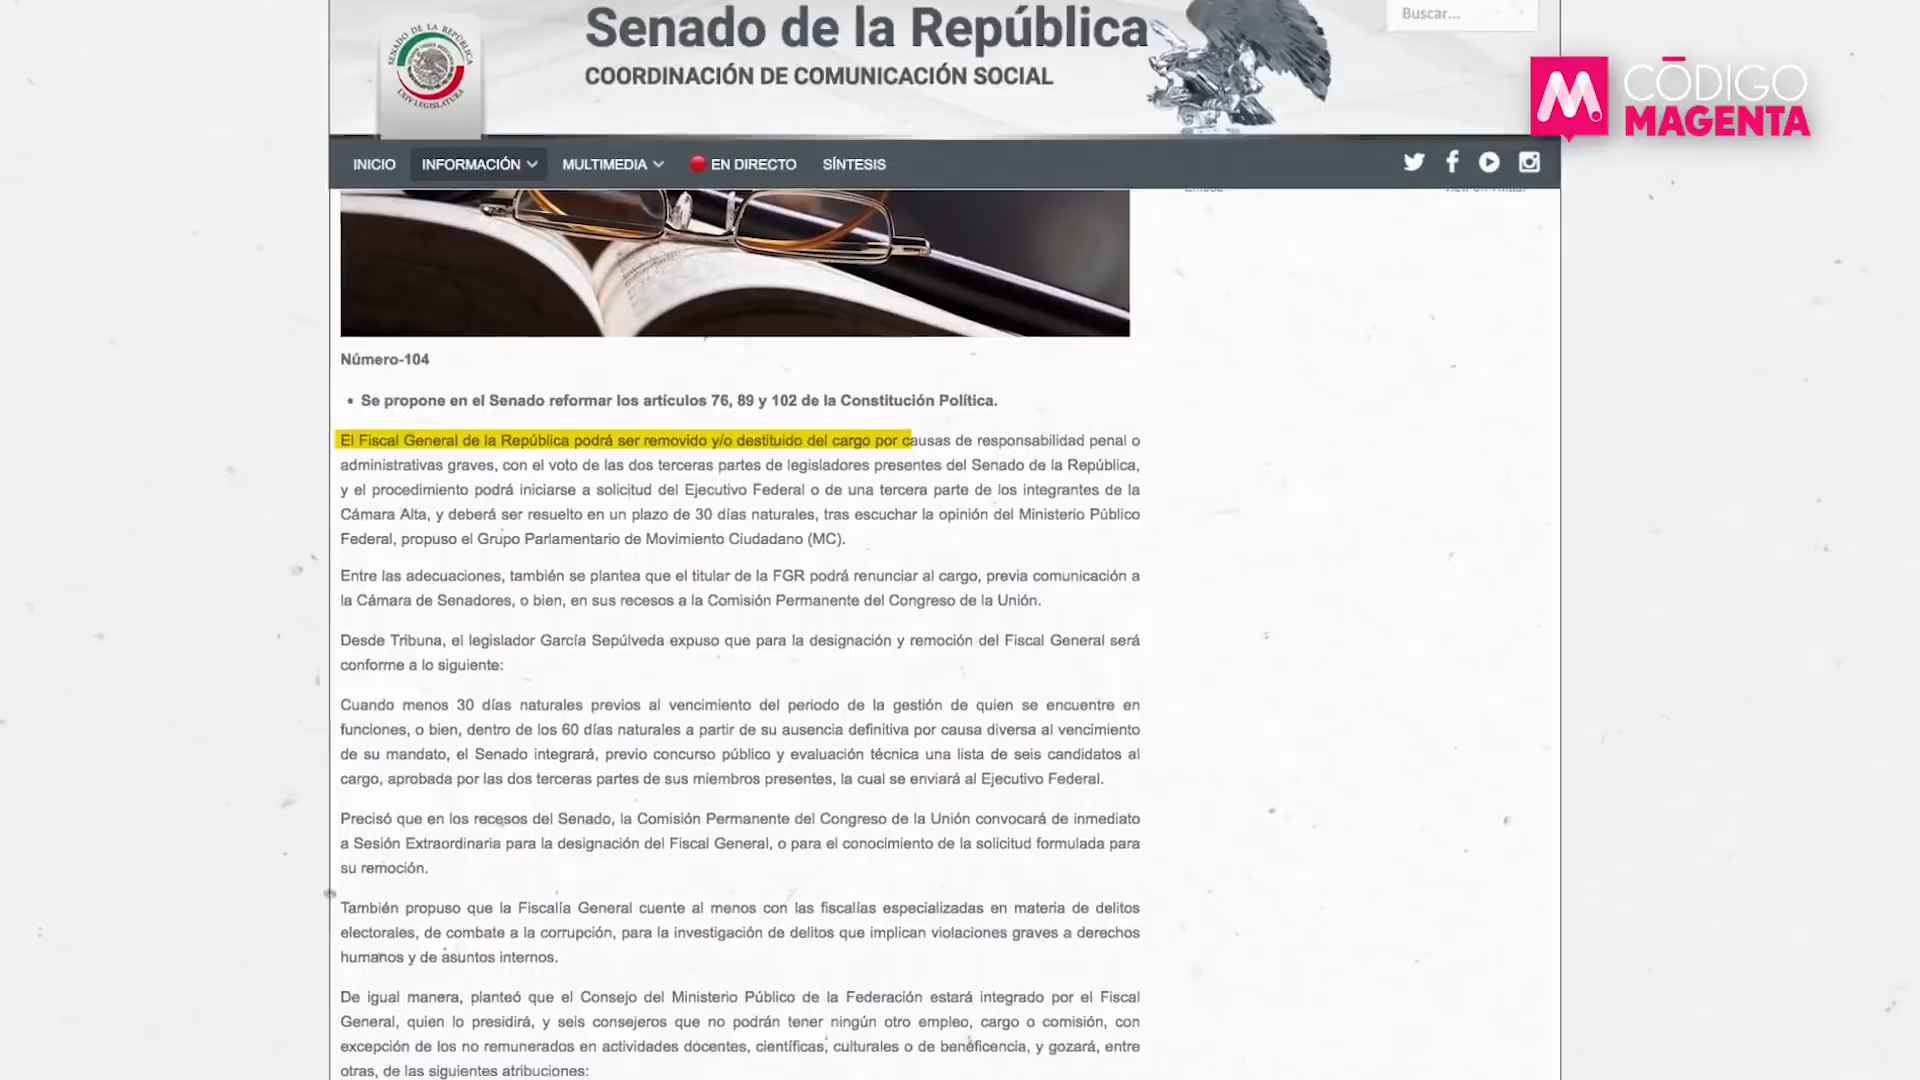 Senado de la República
COORDINACIÓN DE COMUNICACIÓN SOCIAL
SENADO DE LA REPÚBLICA
LXIV LEGISLATURA
Buscar...
CÓDIGO
MAGENTA
INICIO INFORMACIÓN MULTIMEDIA EN DIRECTO SÍNTESIS
Número-104
• Se propone en el Senado reformar los artículos 76, 89 y 102 de la Constitución Política.
El Fiscal General de la República podrá ser removido y/o destituido del cargo por causas de responsabilidad penal o
administrativas graves, con el voto de las dos terceras partes de legisladores presentes del Senado de la República,
y el procedimiento podrá iniciarse a solicitud del Ejecutivo Federal o de una tercera parte de los integrantes de la
Cámara Alta, y deberá ser resuelto en un plazo de 30 días naturales, tras escuchar la opinión del Ministerio Público
Federal, propuso el Grupo Parlamentario de Movimiento Ciudadano (MC).
Entre las adecuaciones, también se plantea que el titular de la FGR podrá renunciar al cargo, previa comunicación a
la Cámara de Senadores, o bien, en sus recesos a la Comisión Permanente del Congreso de la Unión.
Desde Tribuna, el legislador García Sepúlveda expuso que para la designación y remoción del Fiscal General será
conforme a lo siguiente:
Cuando menos 30 días naturales previos al vencimiento del periodo de la gestión de quien se encuentre en
funciones, o bien, dentro de los 60 días naturales a partir de su ausencia definitiva por causa diversa al vencimiento
de su mandato, el Senado integrará, previo concurso público y evaluación técnica una lista de seis candidatos al
cargo, aprobada por las dos terceras partes de sus miembros presentes, la cual se enviará al Ejecutivo Federal.
Precisó que en los recesos del Senado, la Comisión Permanente del Congreso de la Unión convocará de inmediato
a Sesión Extraordinaria para la designación del Fiscal General, o para el conocimiento de la solicitud formulada para
su remoción.
También propuso que la Fiscalía General cuente al menos con las fiscalías especializadas en materia de delitos
electorales, de combate a la corrupción, para la investigación de delitos que implican violaciones graves a derechos
humanos y de asuntos internos.
De igual manera, planteó que el Consejo del Ministerio Público de la Federación estará integrado por el Fiscal
General, quien lo presidirá, y seis consejeros que no podrán tener ningún otro empleo, cargo o comisión, con
excepción de los no remunerados en actividades docentes, científicas, culturales o de beneficencia, y gozará, entre
otras, de las siguientes atribuciones: